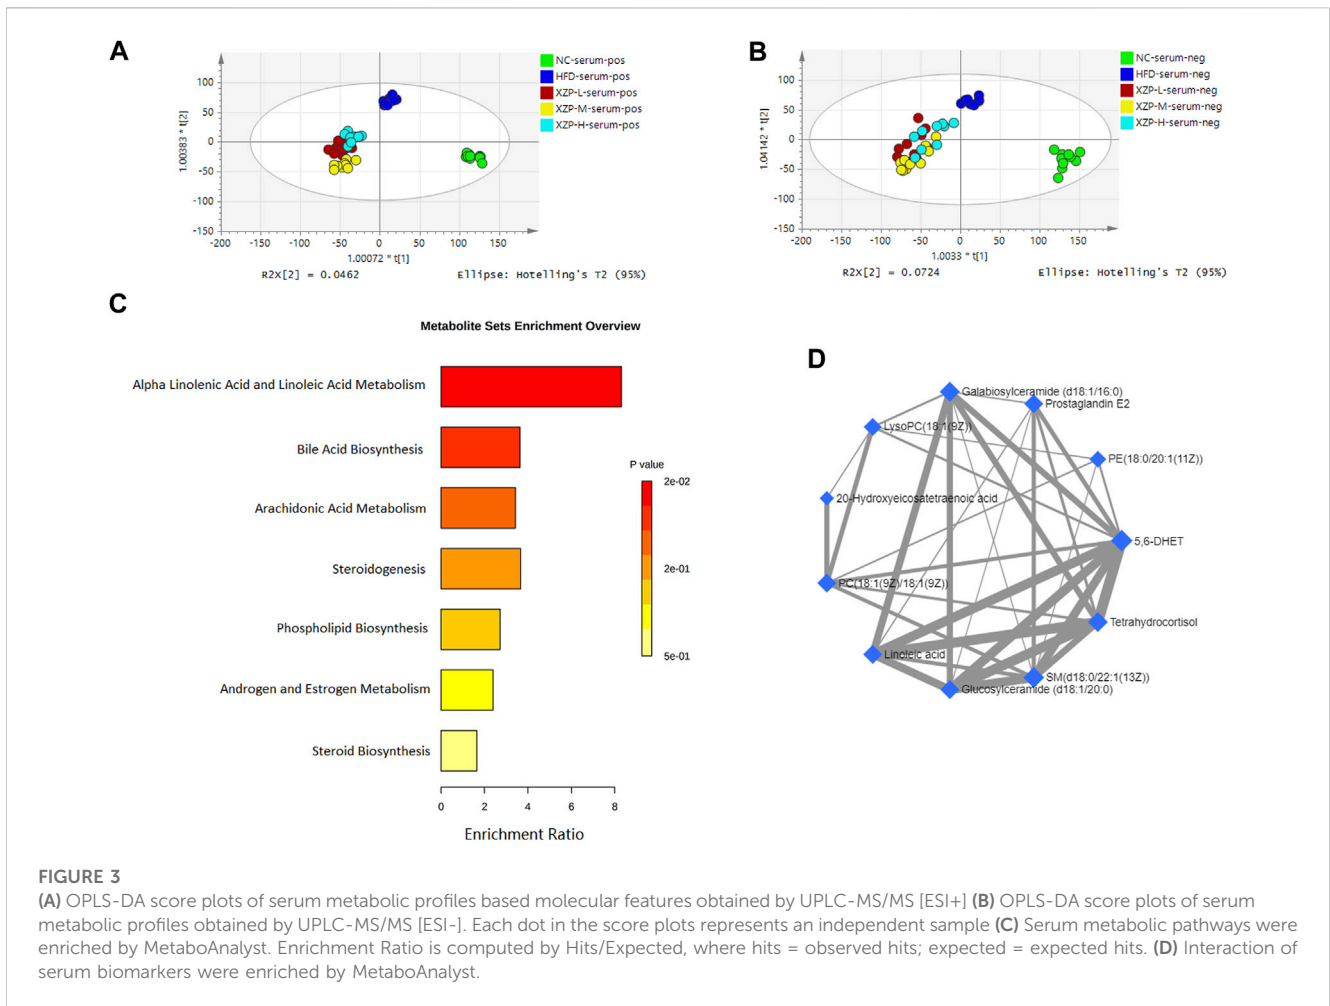 A
NC-serum-pos
HFD-serum-pos
XZP-L-serum-pos
XZP-M-serum-pos
XZP-H-serum-pos
1.00383 * t[2]
100
50
0
-50
-100
-150
-200 -150 -100 -50 0 50 100 150
1.00072 * t[1]
R2X[2] = 0.0462 Ellipse: Hotelling's T2 (95%)
B
NC-serum-neg
HFD-serum-neg
XZP-L-serum-neg
XZP-M-serum-neg
XZP-H-serum-neg
1.04142 * t[2]
100
50
0
-50
-100
-150
-200 -150 -100 -50 0 50 100 150
1.0033 * t[1]
R2X[2] = 0.0724 Ellipse: Hotelling's T2 (95%)
C
Metabolite Sets Enrichment Overview
Alpha Linolenic Acid and Linoleic Acid Metabolism
Bile Acid Biosynthesis
Arachidonic Acid Metabolism
Steroidogenesis
Phospholipid Biosynthesis
Androgen and Estrogen Metabolism
Steroid Biosynthesis
0 2 4 6 8
Enrichment Ratio
P value
2e-02
2e-01
5e-01
D
Galabiosylceramide (d18:1/16:0)
Prostaglandin E2
LysoPC(18:1(9Z))
PE(18:0/20:1(11Z))
20-Hydroxyeicosatetraenoic acid
5,6-DHET
PC(18:1(9Z)/18:1(9Z))
Tetrahydrocortisol
Linoleic acid
SM(d18:0/22:1(13Z))
Glucosylceramide (d18:1/20:0)
FIGURE 3
(A) OPLS-DA score plots of serum metabolic profiles based molecular features obtained by UPLC-MS/MS [ESI+] (B) OPLS-DA score plots of serum
metabolic profiles obtained by UPLC-MS/MS [ESI-]. Each dot in the score plots represents an independent sample (C) Serum metabolic pathways were
enriched by MetaboAnalyst. Enrichment Ratio is computed by Hits/Expected, where hits = observed hits; expected = expected hits. (D) Interaction of
serum biomarkers were enriched by MetaboAnalyst.